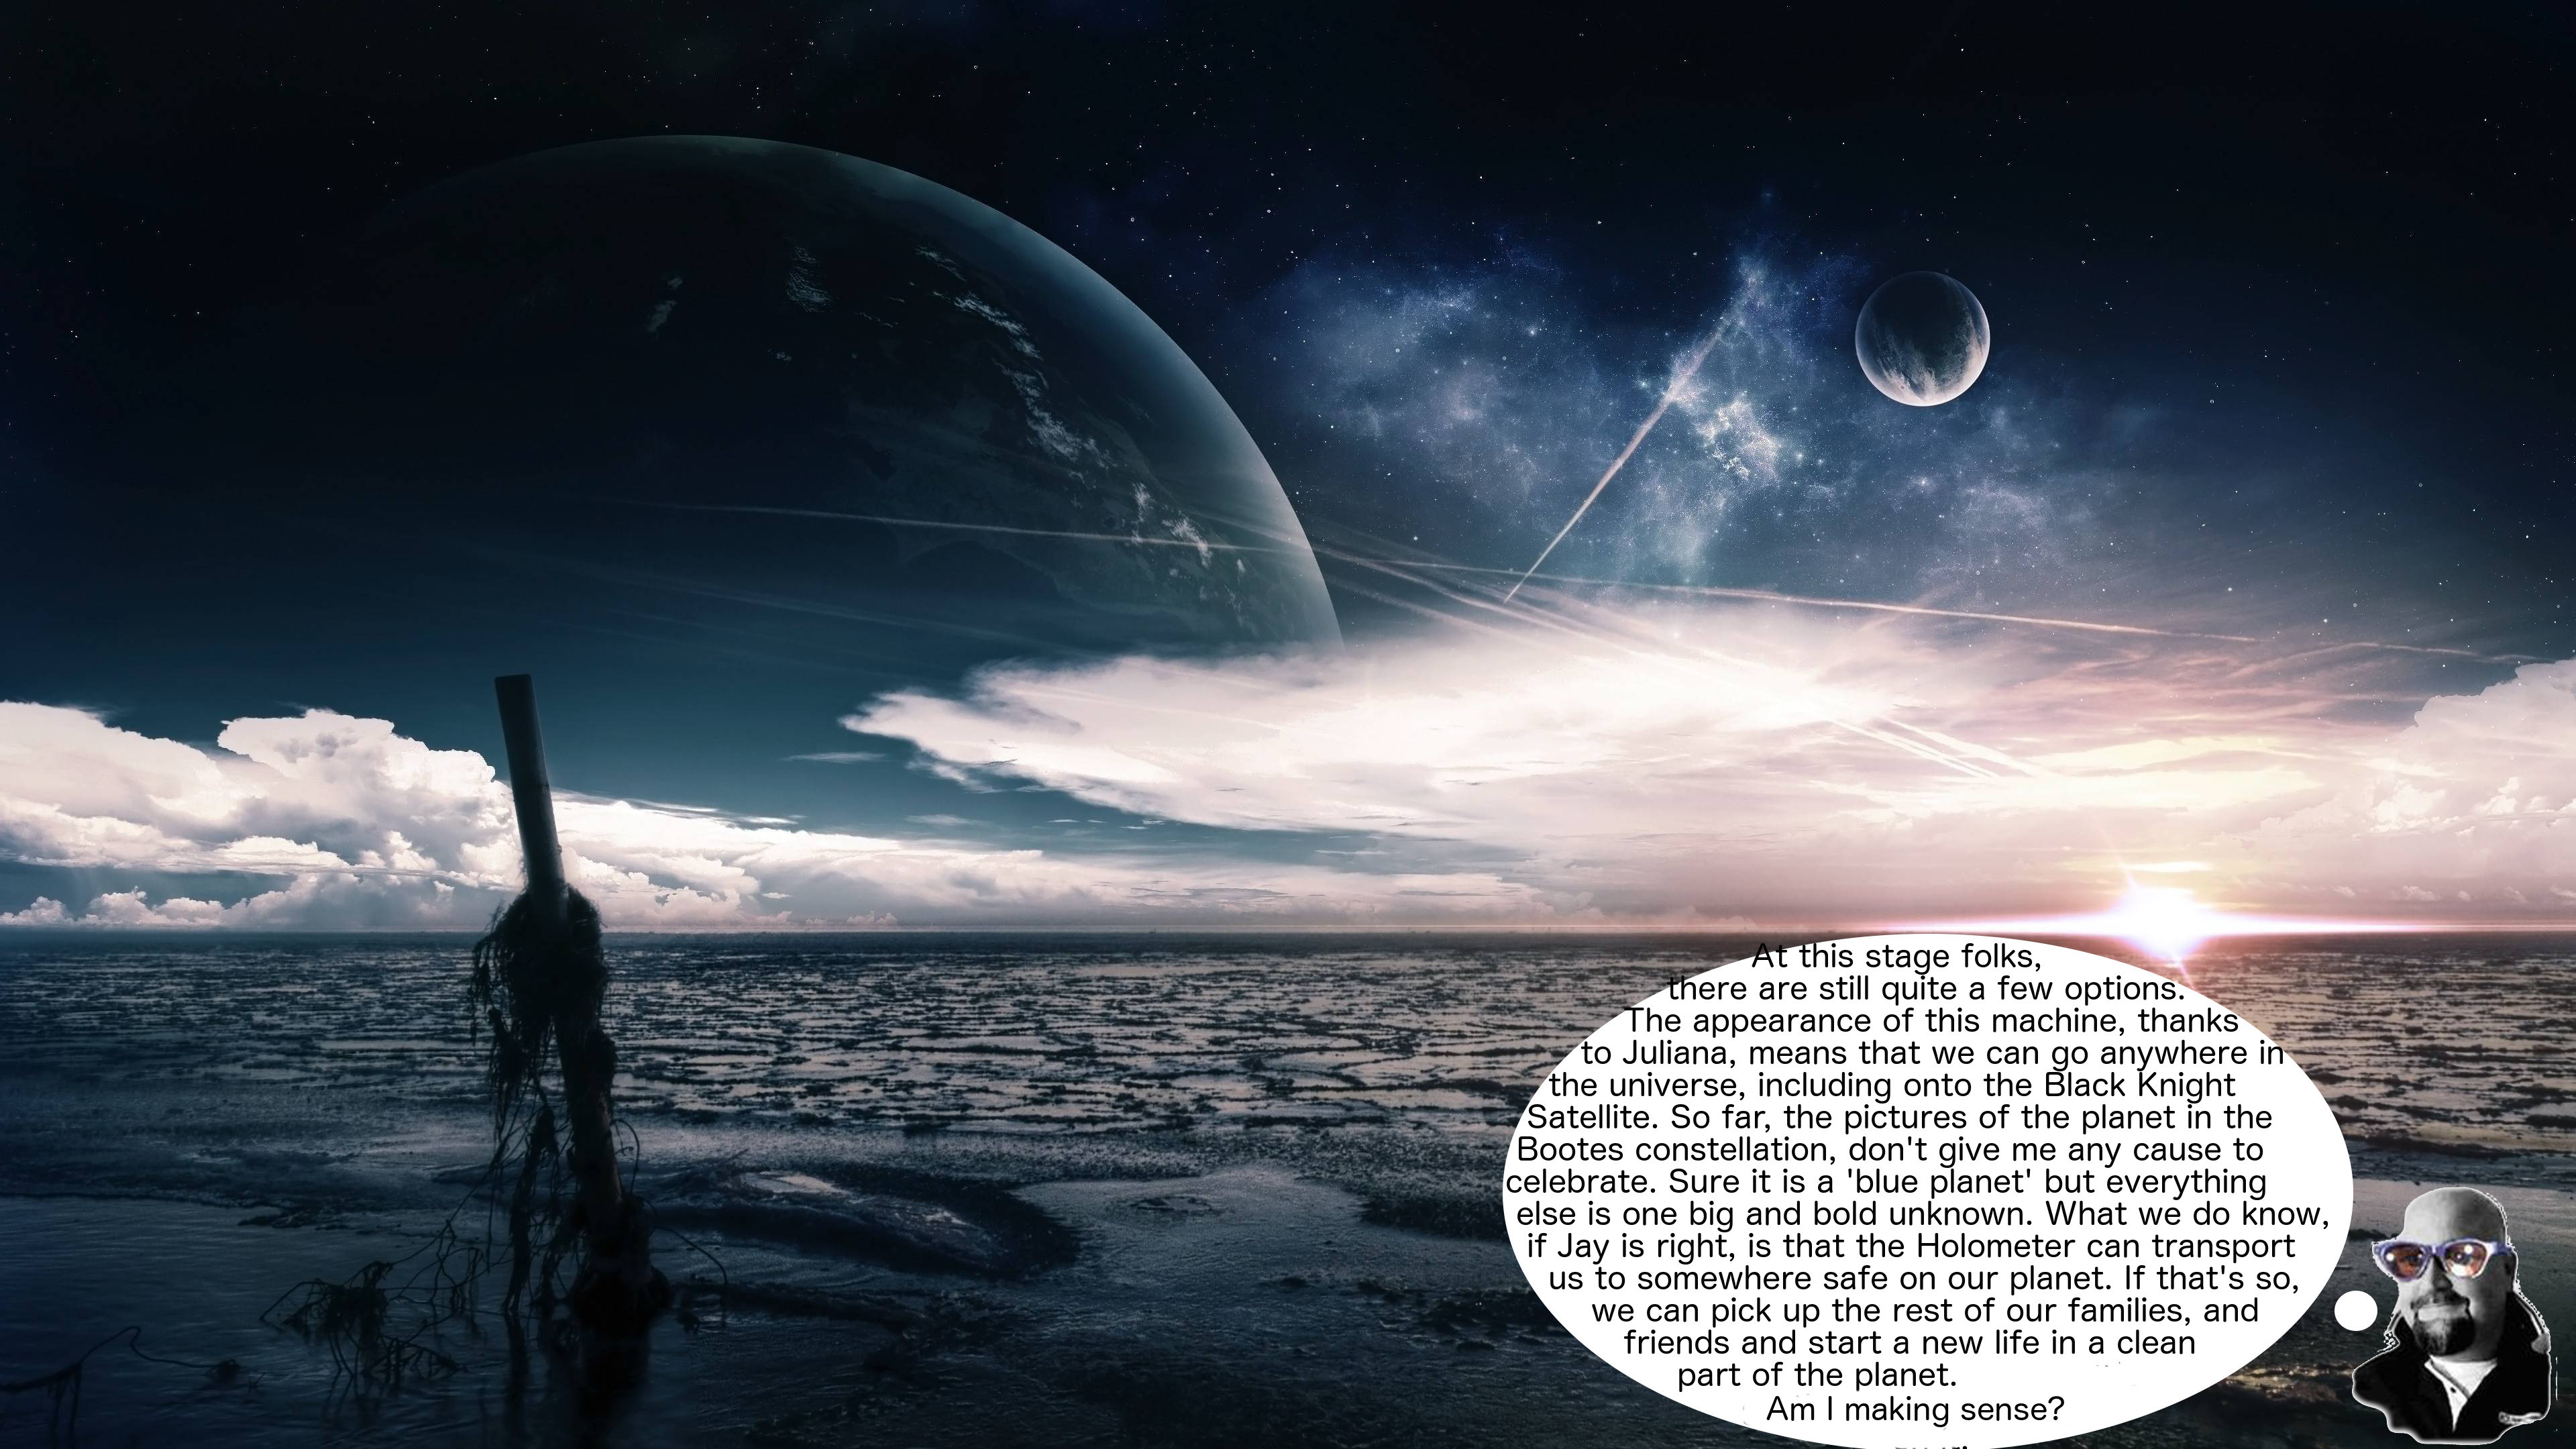 At this stage folks,
there are still quite a few options.
The appearance of this machine, thanks
to Juliana, means that we can go anywhere in
the universe, including onto the Black Knight
Satellite. So far, the pictures of the planet in the
Bootes constellation, don't give me any cause to
celebrate. Sure it is a 'blue planet' but everything
else is one big and bold unknown. What we do know,
if Jay is right, is that the Holometer can transport
us to somewhere safe on our planet. If that's so,
we can pick up the rest of our families, and
friends and start a new life in a clean
part of the planet.
Am I making sense?